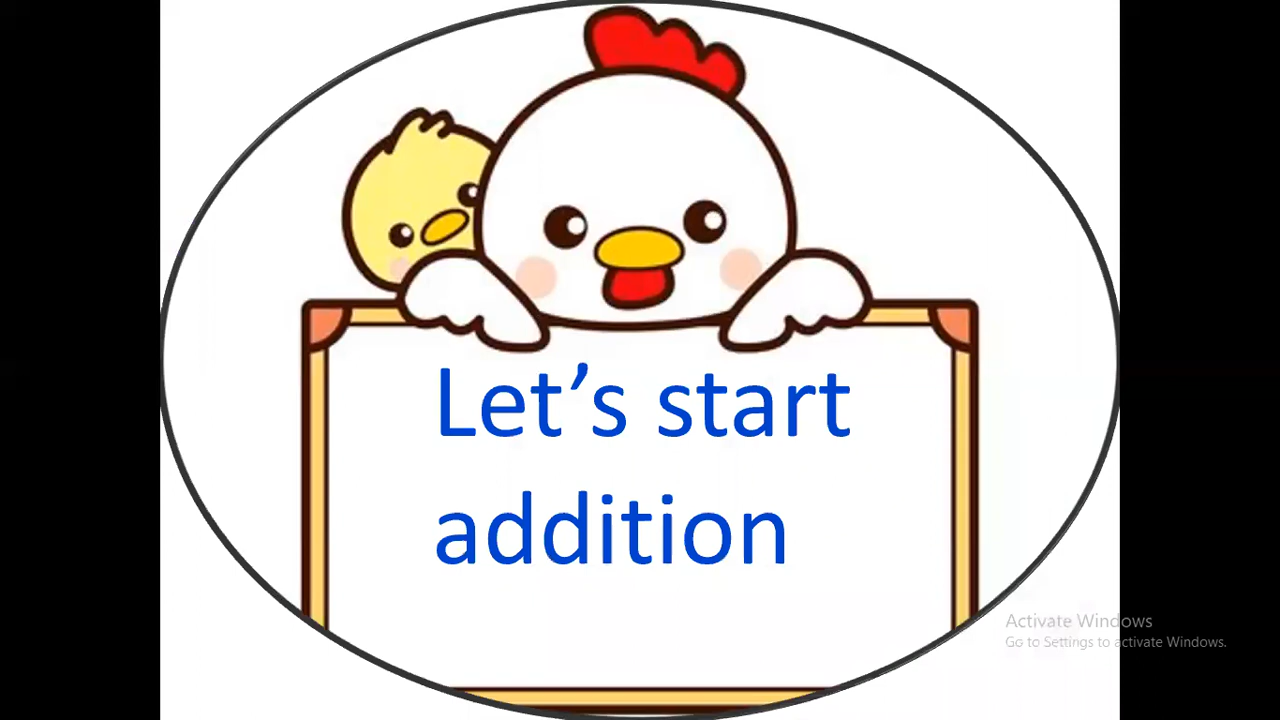 Let’s start
addition
Activate Windows
Go to Settings to activate Windows.